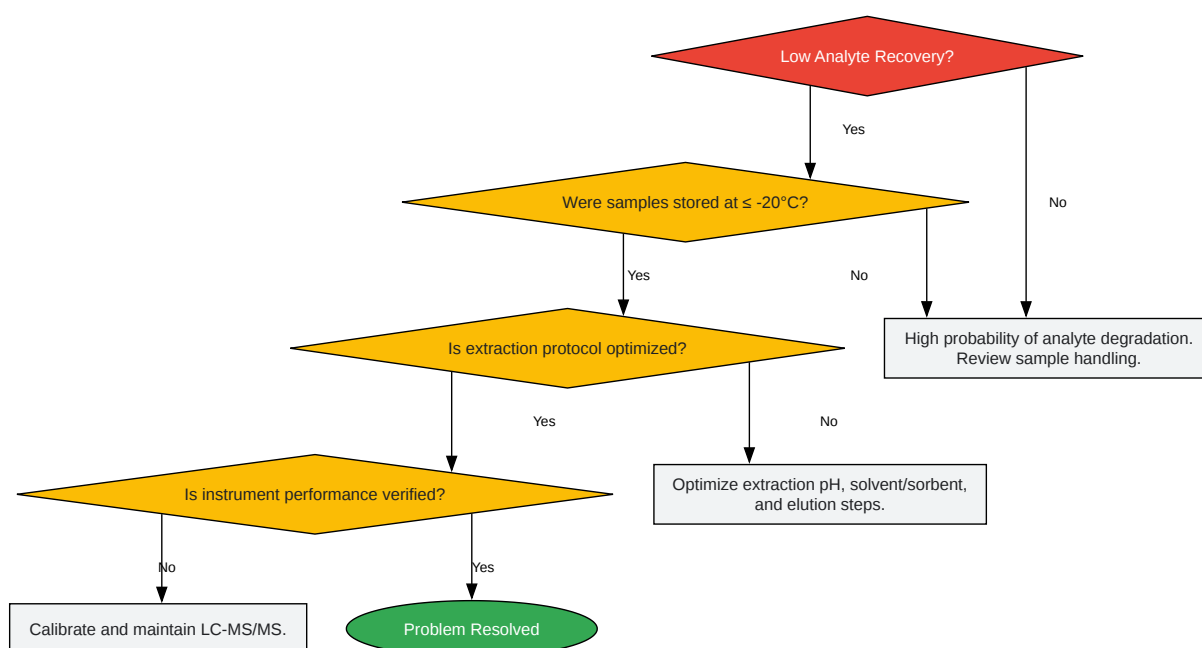 Low Analyte Recovery?
Yes
Were samples stored at ≤ -20°C?
No
Yes
No
High probability of analyte degradation.
Review sample handling.
Is extraction protocol optimized?
Yes
No
Optimize extraction pH, solvent/sorbent,
and elution steps.
Is instrument performance verified?
No
Yes
Calibrate and maintain LC-MS/MS.
Problem Resolved